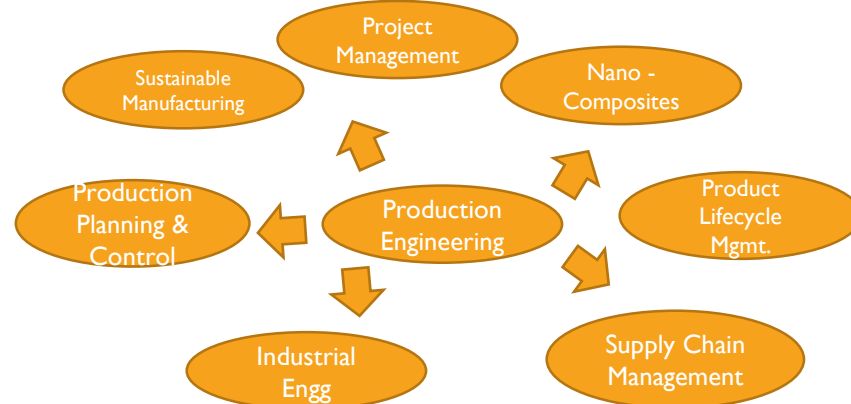 Project
Management
Sustainable
Manufacturing
Nano -
Composites
Production
Planning &
Control
Production
Engineering
Product
Lifecycle
Mgmt.
Industrial
Engg
Supply Chain
Management